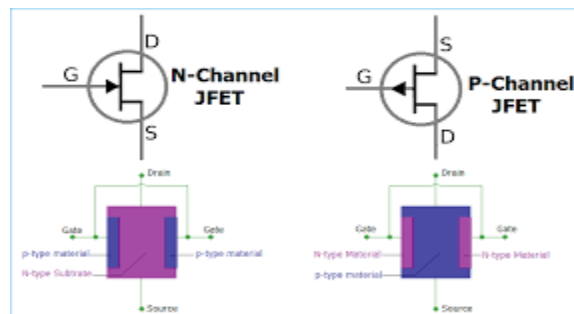 D
G
N-Channel
JFET
S
S
G
P-Channel
JFET
D
Drain
Gate
Gate
p-type material
p-type material
N-type Substrate
Source
Drain
Gate
Gate
N-type Material
N-type Material
p-type material
Source